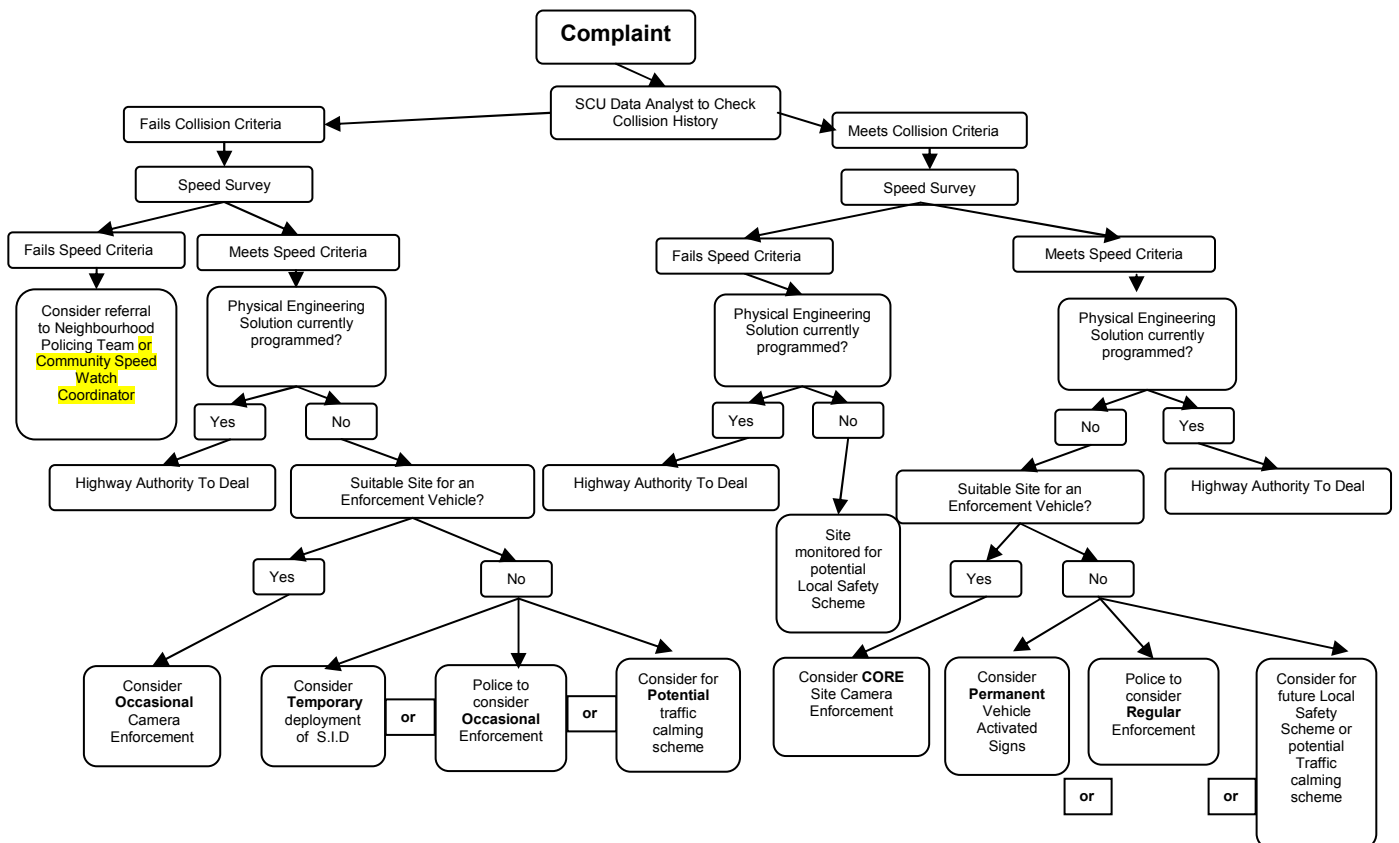 Complaint
SCU Data Analyst to Check
Collision History
Fails Collision Criteria
Meets Collision Criteria
Speed Survey
Speed Survey
Fails Speed Criteria
Meets Speed Criteria
Fails Speed Criteria
Meets Speed Criteria
Consider referral
to Neighbourhood
Policing Team or
Community Speed
Watch
Coordinator
Physical Engineering
Solution currently
programmed?
Physical Engineering
Solution currently
programmed?
Physical Engineering
Solution currently
programmed?
Yes
No
Yes
No
No
Yes
Highway Authority To Deal
Suitable Site for an
Enforcement Vehicle?
Highway Authority To Deal
Site
monitored for
potential
Local Safety
Scheme
Suitable Site for an
Enforcement Vehicle?
Highway Authority To Deal
Yes
No
Yes
No
Consider
Occasional
Camera
Enforcement
Consider
Temporary
deployment
of S.I.D
or
Police to
consider
Occasional
Enforcement
or
Consider for
Potential
traffic
calming
scheme
Consider CORE
Site Camera
Enforcement
Consider
Permanent
Vehicle
Activated
Signs
or
Police to
consider
Regular
Enforcement
or
Consider for
future Local
Safety
Scheme or
potential
Traffic
calming
scheme